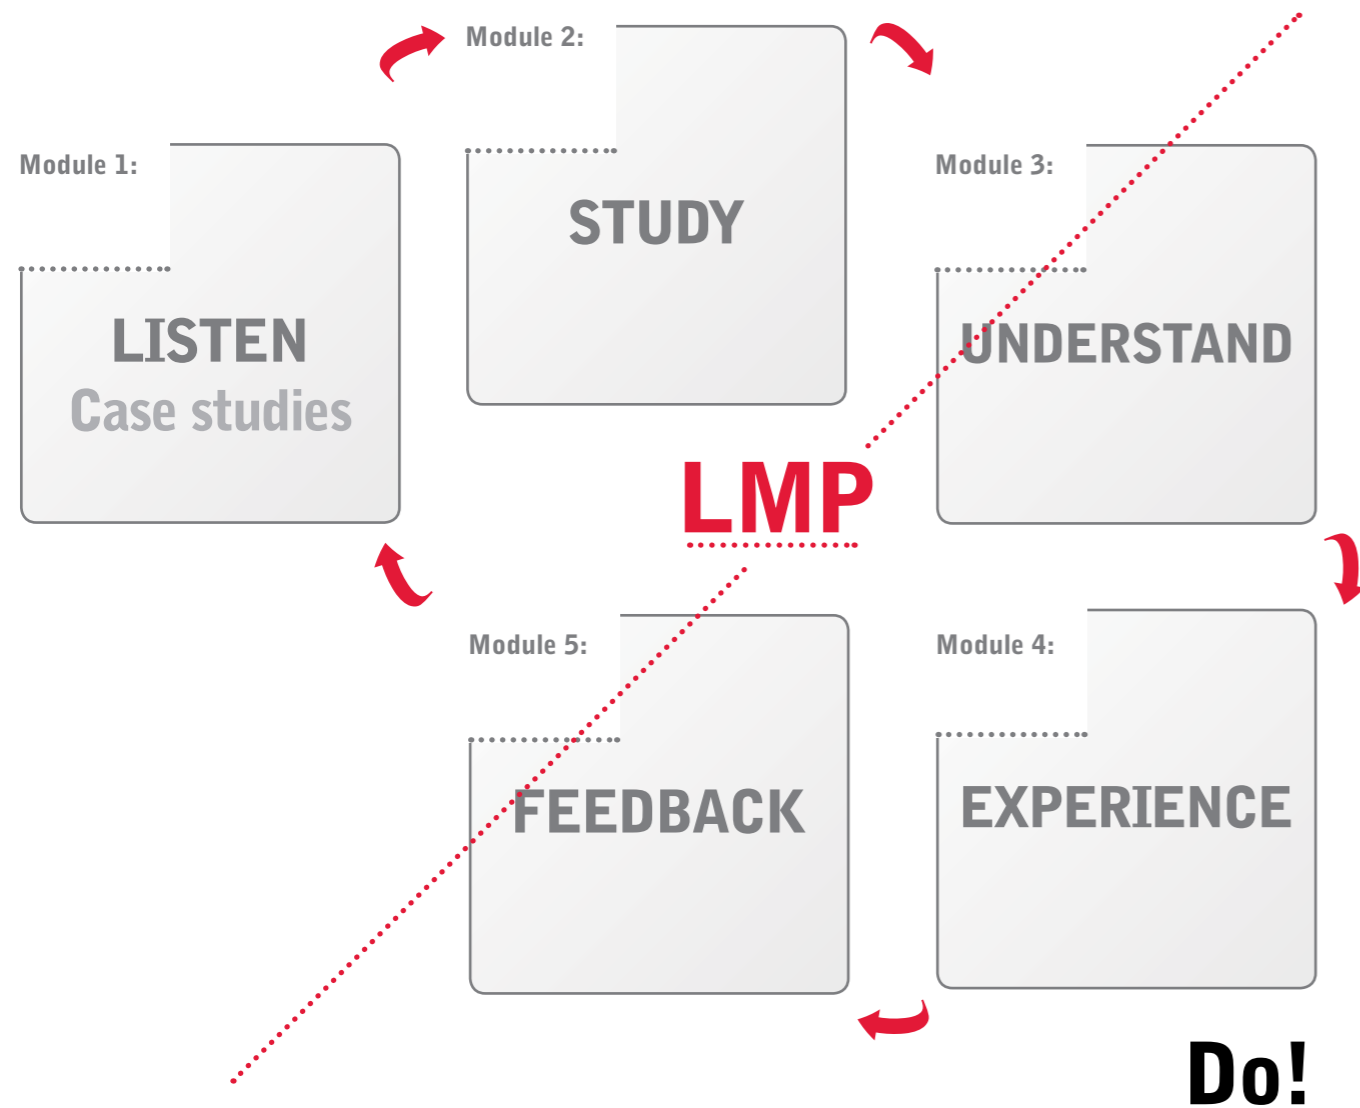 Module 1:
LISTEN
Case studies
Module 2:
STUDY
Module 3:
UNDERSTAND
LMP
Module 4:
EXPERIENCE
Module 5:
FEEDBACK
Do!